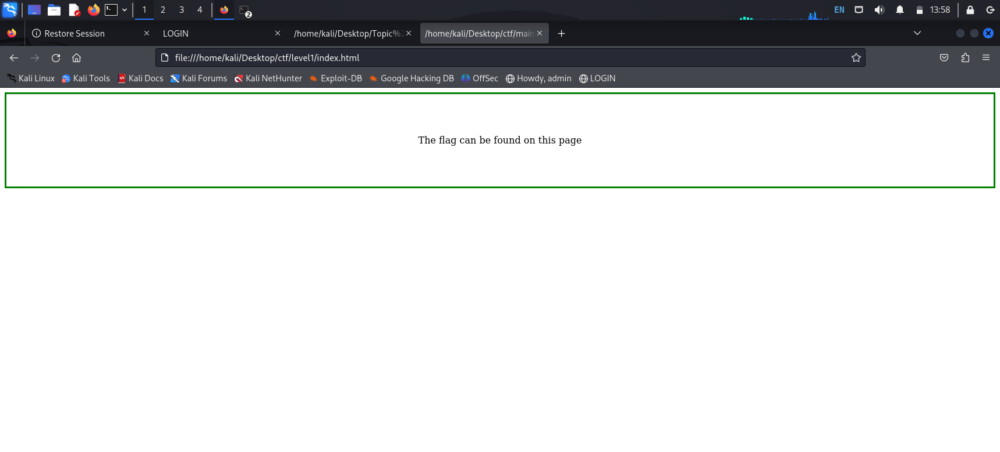 1 2 3 4 2 EN 13:58
Restore Session LOGIN /home/kali/Desktop/Topic%2 /home/kali/Desktop/ctf/main
file:///home/kali/Desktop/ctf/level1/index.html
Kali Linux Kali Tools Kali Docs Kali Forums Kali NetHunter Exploit-DB Google Hacking DB OffSec Howdy, admin LOGIN
The flag can be found on this page